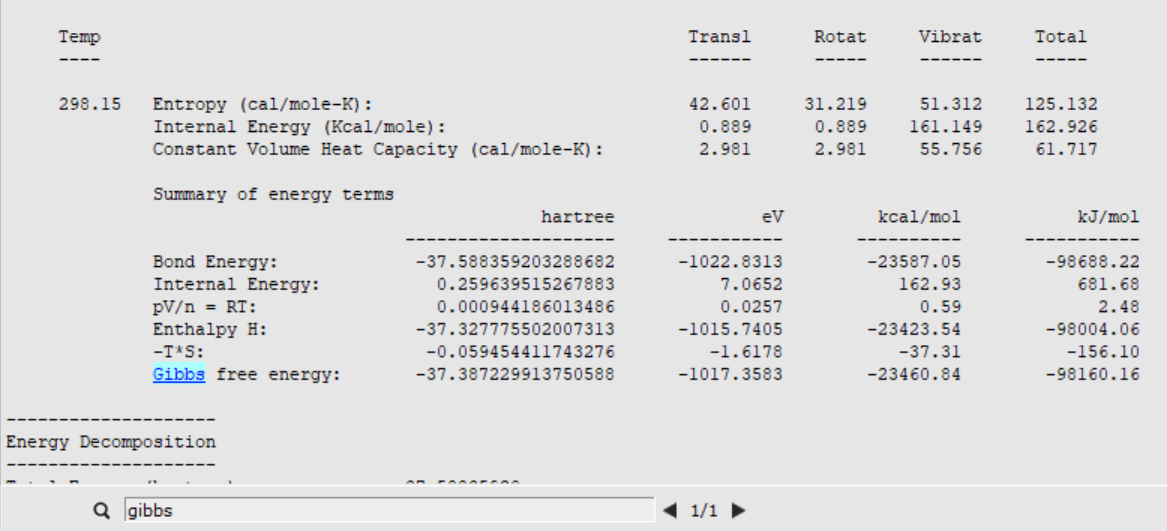 Temp Transl Rotat Vibrat Total
---- ------ ----- ------ -----
298.15 Entropy (cal/mole-K): 42.601 31.219 51.312 125.132
Internal Energy (Kcal/mole): 0.889 0.889 161.149 162.926
Constant Volume Heat Capacity (cal/mole-K): 2.981 2.981 55.756 61.717
Summary of energy terms
hartree eV kcal/mol kJ/mol
-------------------- ----------- ---------- -----------
Bond Energy: -37.588359203288682 -1022.8313 -23587.05 -98688.22
Internal Energy: 0.259639515267883 7.0652 162.93 681.68
pV/n = RT: 0.000944186013486 0.0257 0.59 2.48
Enthalpy H: -37.327775502007313 -1015.7405 -23423.54 -98004.06
-T*S: -0.059454411743276 -1.6178 -37.31 -156.10
Gibbs free energy: -37.387229913750588 -1017.3583 -23460.84 -98160.16
--------------------
Energy Decomposition
--------------------
gibbs 1/1